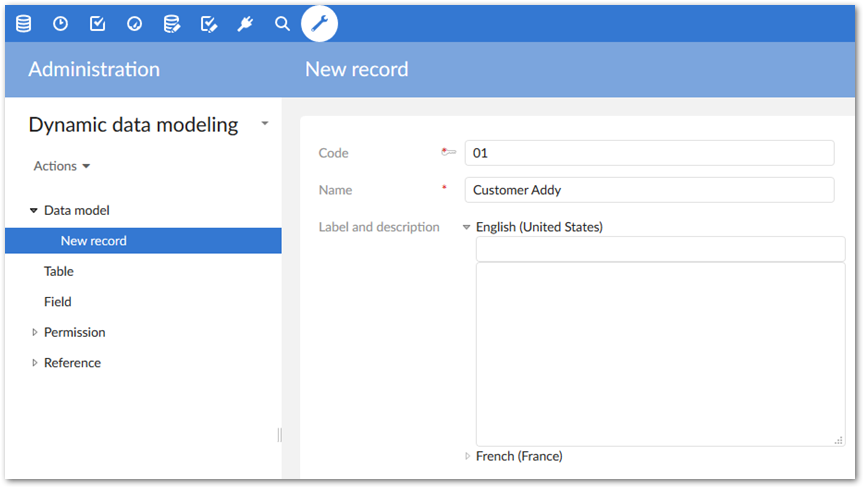 Administration
New record
Dynamic data modeling
Actions
Data model
New record
Table
Field
Permission
Reference
Code
01
Name
*
Customer Addy
Label and description
English (United States)
French (France)